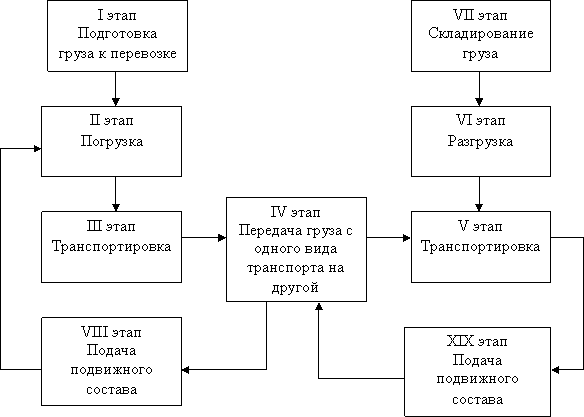 I этап
Подготовка
груза к перевозке
VII этап
Складирование
груза
II этап
Погрузка
VI этап
Разгрузка
III этап
Транспортировка
IV этап
Передача груза с
одного вида
транспорта на
другой
V этап
Транспортировка
VIII этап
Подача
подвижного
состава
XIX этап
Подача
подвижного
состава